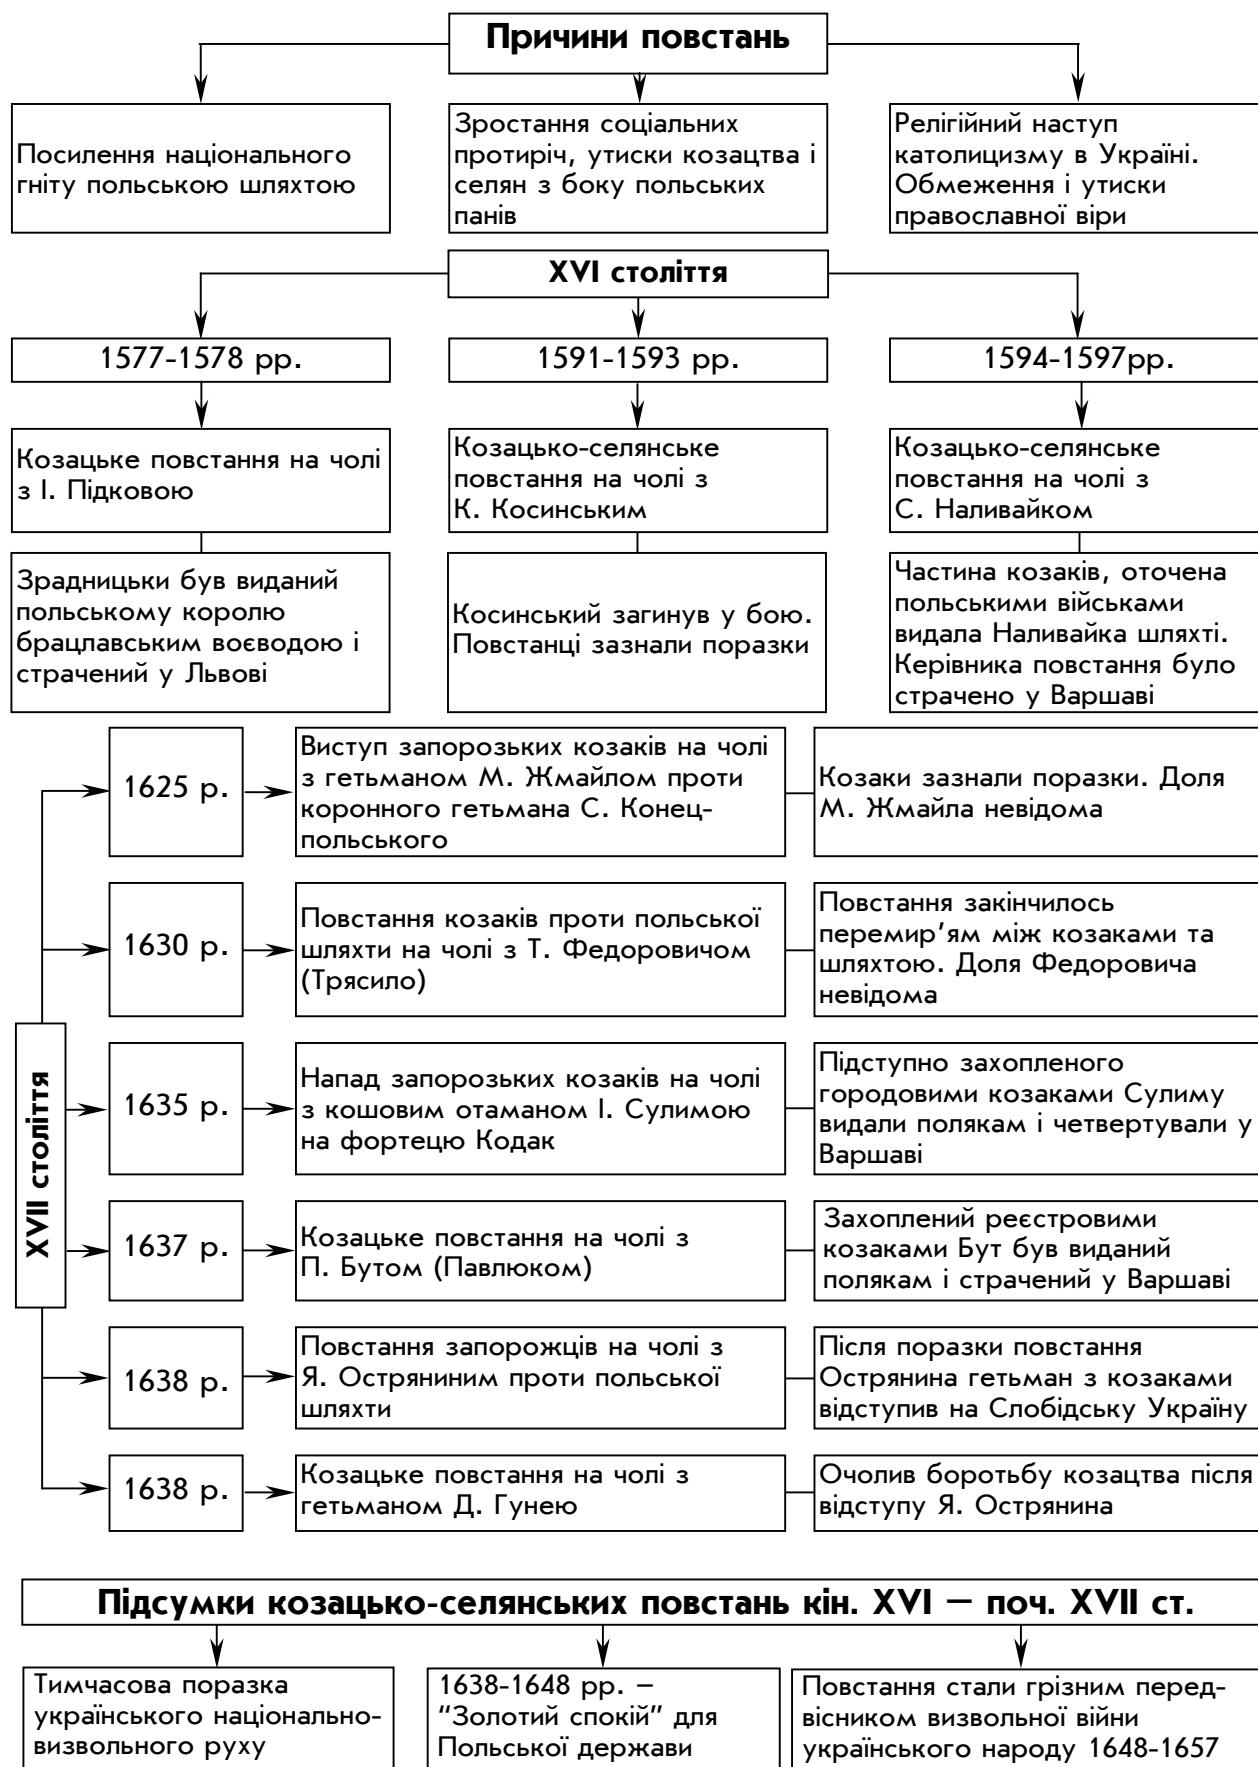 Причини повстань
Посилення національного
гніту польською шляхтою
Зростання соціальних
протиріч, утиски козацтва і
селян з боку польських
панів
Релігійний наступ
католицизму в Україні.
Обмеження і утиски
православної віри
XVI століття
1577-1578 рр.
1591-1593 рр.
1594-1597рр.
Козацьке повстання на чолі
з І. Підковою
Козацько-селянське
повстання на чолі з
К. Косинським
Козацько-селянське
повстання на чолі з
С. Наливайком
Зрадницьки був виданий
польському королю
брацлавським воєводою і
страчений у Львові
Косинський загинув у бою.
Повстанці зазнали поразки
Частина козаків, оточена
польськими військами
видала Наливайка шляхті.
Керівника повстання було
страчено у Варшаві
XVII століття
1625 р.
Виступ запорозьких козаків на чолі
з гетьманом М. Жмайлом проти
коронного гетьмана С. Конец-
польського
Козаки зазнали поразки. Доля
М. Жмайла невідома
1630 р.
Повстання козаків проти польської
шляхти на чолі з Т. Федоровичом
(Трясило)
Повстання закінчилось
перемир’ям між козаками та
шляхтою. Доля Федоровича
невідома
1635 р.
Напад запорозьких козаків на чолі
з кошовим отаманом І. Сулимою
на фортецю Кодак
Підступно захопленого
городовими козаками Сулиму
видали полякам і четвертували у
Варшаві
1637 р.
Козацьке повстання на чолі з
П. Бутом (Павлюком)
Захоплений реєстровими
козаками Бут був виданий
полякам і страчений у Варшаві
1638 р.
Повстання запорожців на чолі з
Я. Остряниним проти польської
шляхти
Після поразки повстання
Острянина гетьман з козаками
відступив на Слобідську Україну
1638 р.
Козацьке повстання на чолі з
гетьманом Д. Гунею
Очолив боротьбу козацтва після
відступу Я. Острянина
Підсумки козацько-селянських повстань кін. XVI – поч. XVII ст.
Тимчасова поразка
українського національно-
визвольного руху
1638-1648 рр. –
“Золотий спокій” для
Польської держави
Повстання стали грізним перед-
вісником визвольної війни
українського народу 1648-1657